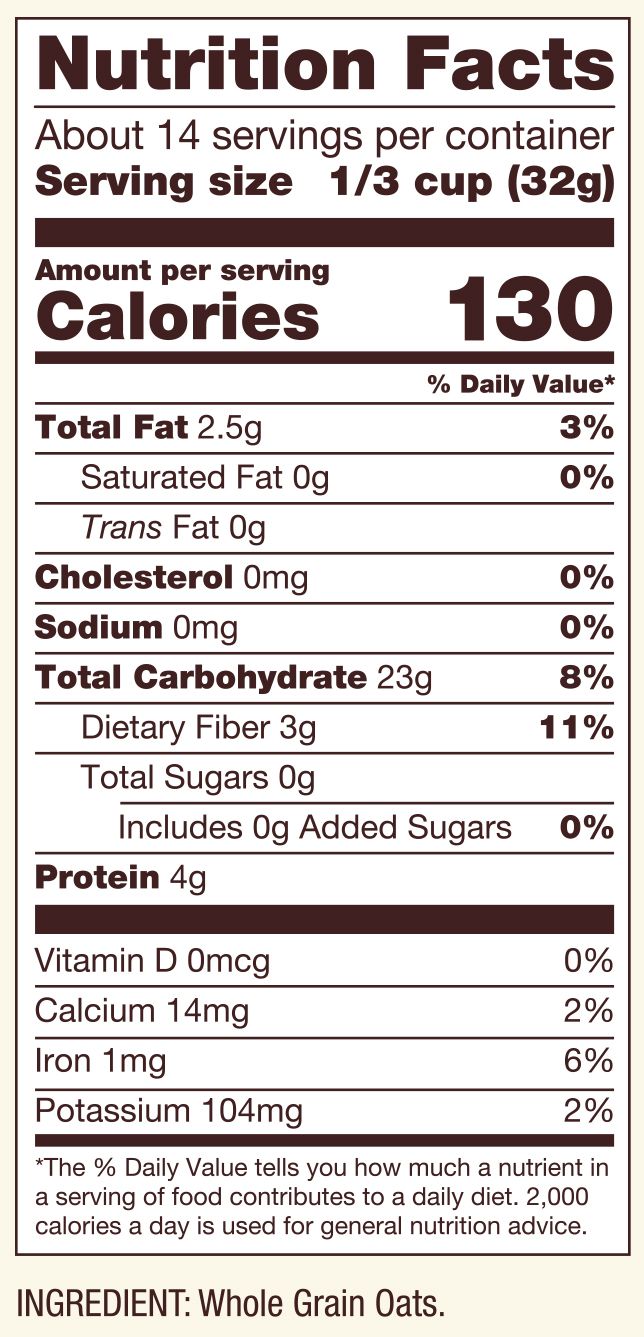 Nutrition Facts
About 14 servings per container
Serving size 1/3 cup (32g)
Amount per serving
Calories 130
% Daily Value*
Total Fat 2.5g 3%
Saturated Fat 0g 0%
Trans Fat 0g
Cholesterol 0mg 0%
Sodium 0mg 0%
Total Carbohydrate 23g 8%
Dietary Fiber 3g 11%
Total Sugars 0g
Includes 0g Added Sugars 0%
Protein 4g
Vitamin D 0mcg 0%
Calcium 14mg 2%
Iron 1mg 6%
Potassium 104mg 2%
*The % Daily Value tells you how much a nutrient in
a serving of food contributes to a daily diet. 2,000
calories a day is used for general nutrition advice.
INGREDIENT: Whole Grain Oats.